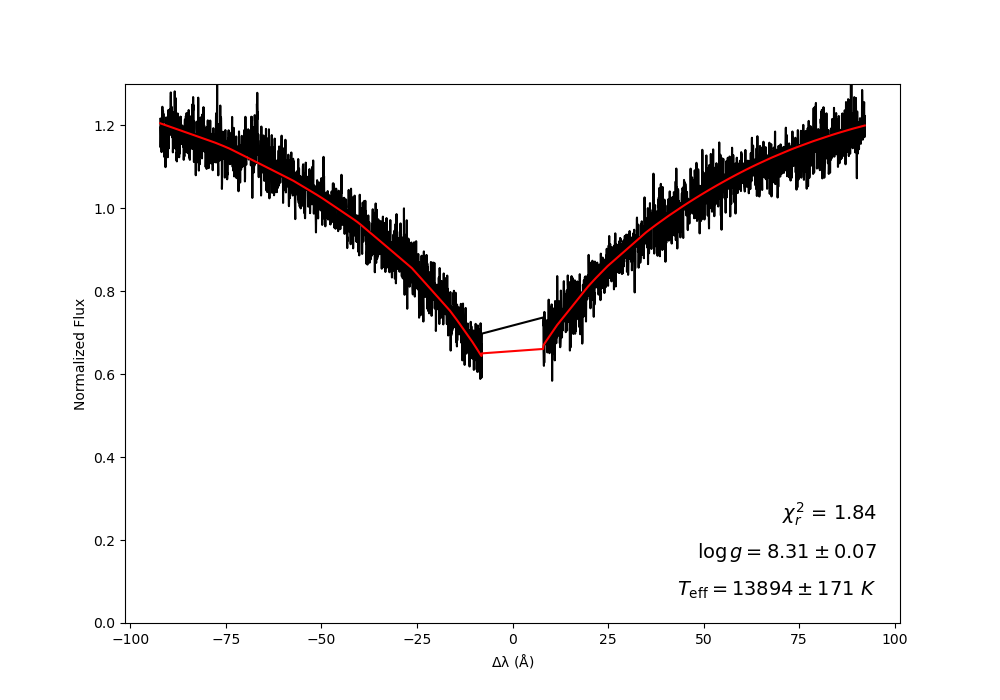 1.2
1.0
0.8
0.6
0.4
0.2
0.0
Normalized Flux
−100 −75 −50 −25 0 25 50 75 100
Δλ (Å)
χ²ᵣ = 1.84
log g = 8.31 ± 0.07
T_eff = 13894 ± 171 K